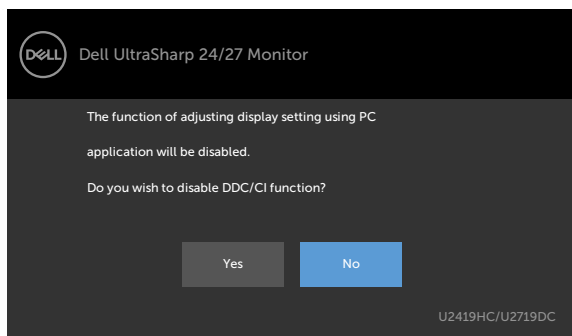 DELL
Dell UltraSharp 24/27 Monitor
The function of adjusting display setting using PC
application will be disabled.
Do you wish to disable DDC/CI function?
Yes
No
U2419HC/U2719DC